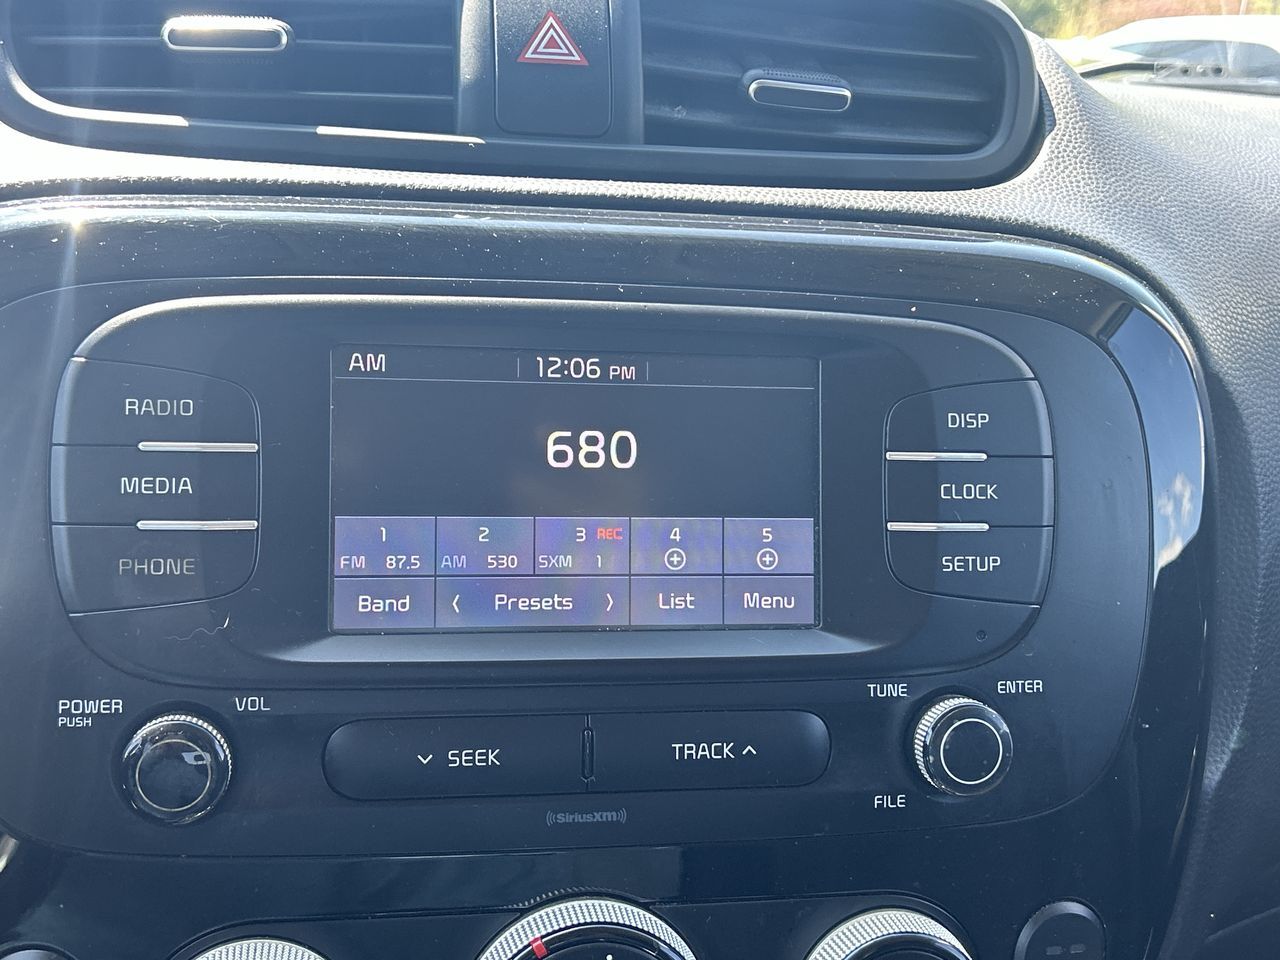 AM 12:06 PM
680
1 2 3 REC 4 5
FM 87.5 AM 530 SXM 1
Band Presets List Menu
RADIO
MEDIA
PHONE
DISP
CLOCK
SETUP
POWER
PUSH
VOL
SEEK
TRACK
TUNE
ENTER
FILE
SiriusXM